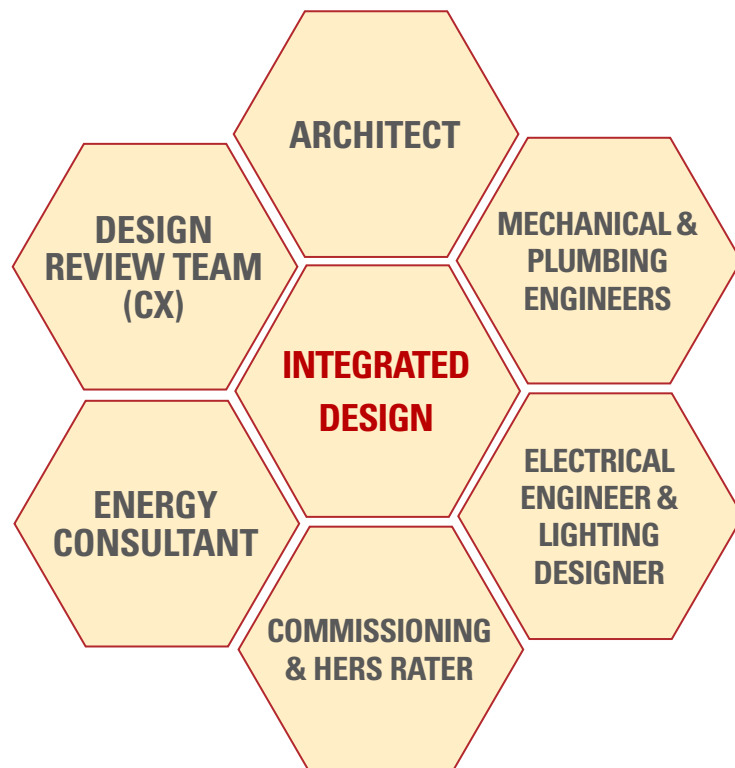 ARCHITECT
MECHANICAL &
PLUMBING
ENGINEERS
DESIGN
REVIEW TEAM
(CX)
INTEGRATED
DESIGN
ELECTRICAL
ENGINEER &
LIGHTING
DESIGNER
ENERGY
CONSULTANT
COMMISSIONING
& HERS RATER